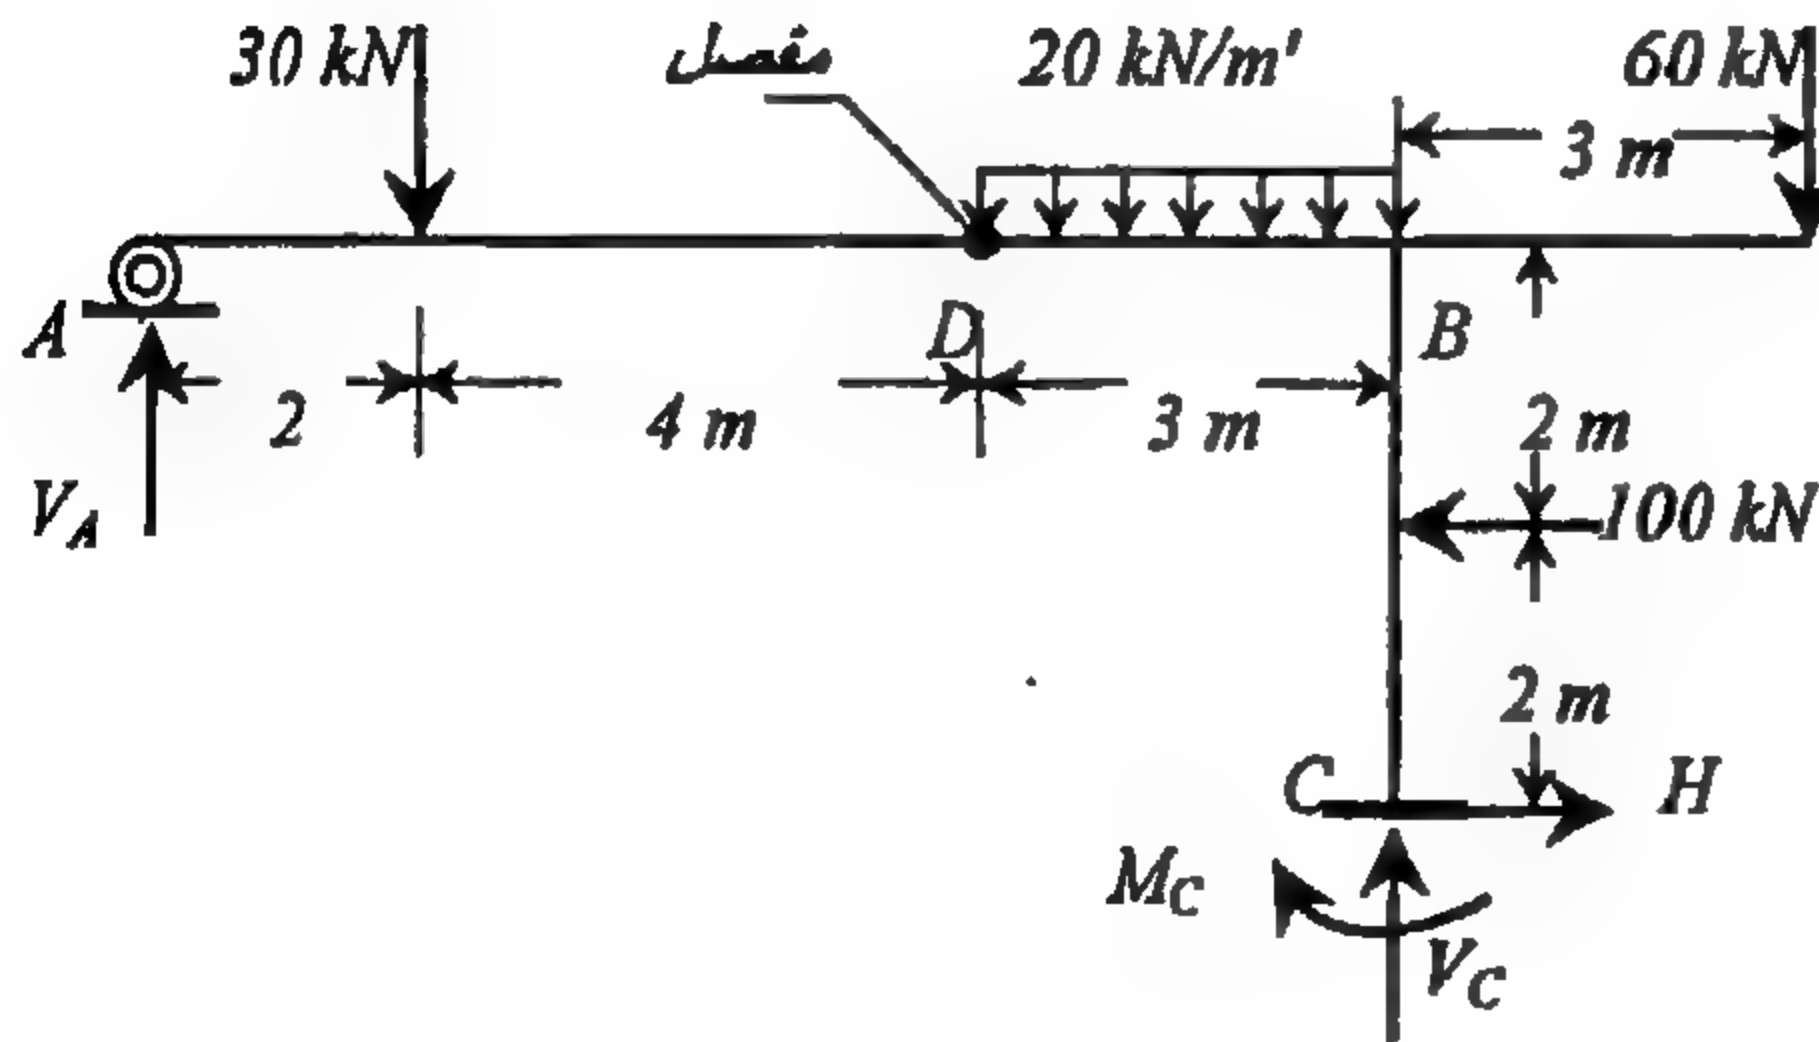 30 kN مفصل 20 kN/m' 60 kN
3 m
A D B
2 4 m 3 m 2 m
V_A 100 kN
2 m
C H
M_C
V_C